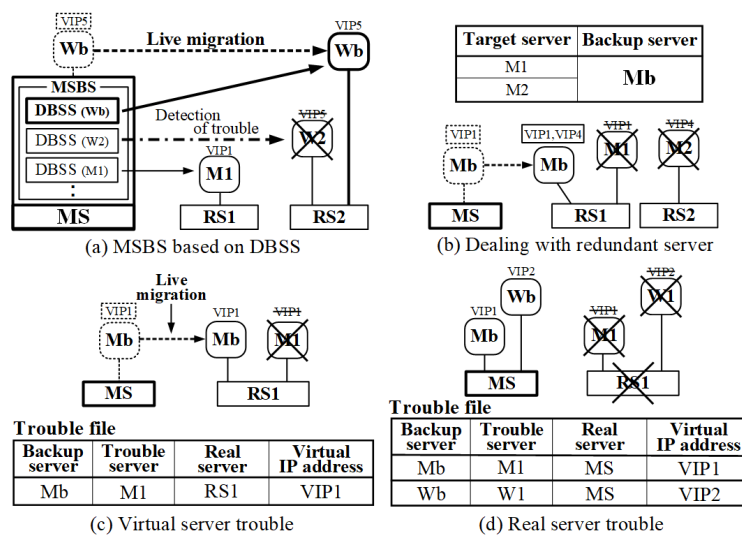 VIP5
Wb
Live migration
VIP5
Wb
MSBS
DBSS (Wb)
DBSS (W2)
DBSS (M1)
⋮
MS
Detection
of trouble
VIP5
W2
VIP1
M1
RS1
RS2
(a) MSBS based on DBSS
Target server Backup server
M1
M2
Mb
VIP1
Mb
VIP1,VIP4
Mb
VIP1
M1
VIP4
M2
MS
RS1
RS2
(b) Dealing with redundant server
Live
migration
VIP1
Mb
VIP1
Mb
VIP1
M1
MS
RS1
Trouble file
Backup server Trouble server Real server Virtual IP address
Mb M1 RS1 VIP1
(c) Virtual server trouble
VIP2
Wb
VIP1
Mb
VIP2
W1
VIP1
M1
MS
RS1
Trouble file
Backup server Trouble server Real server Virtual IP address
Mb M1 MS VIP1
Wb W1 MS VIP2
(d) Real server trouble